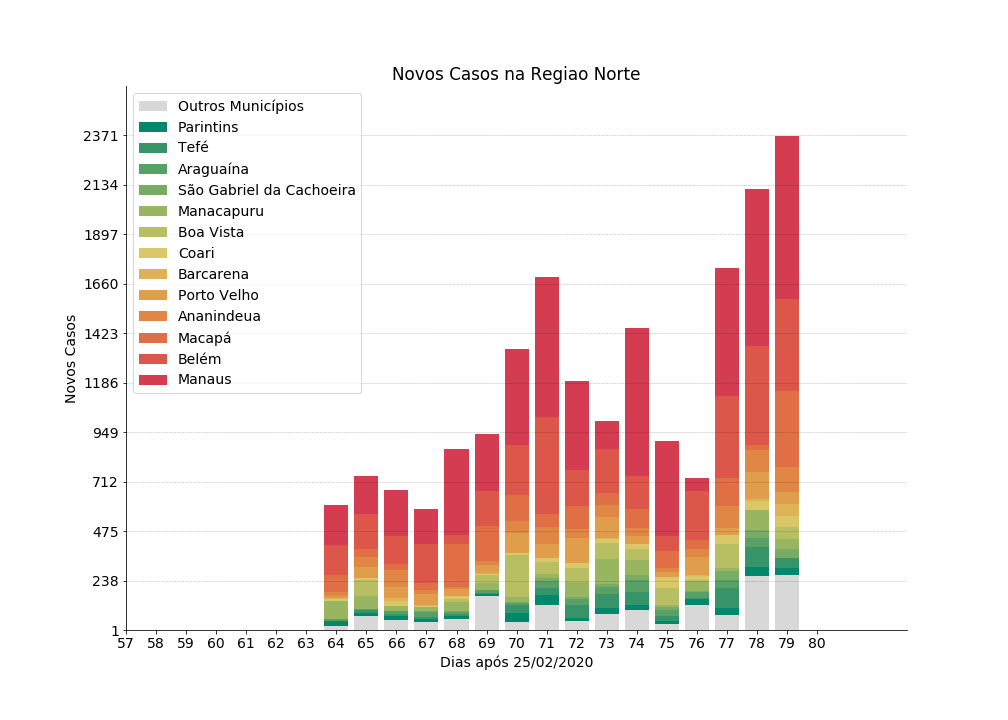 Novos Casos na Regiao Norte
Outros Municípios
Parintins
Tefé
Araguaína
São Gabriel da Cachoeira
Manacapuru
Boa Vista
Coari
Barcarena
Porto Velho
Ananindeua
Macapá
Belém
Manaus
2371
2134
1897
1660
1423
1186
949
712
475
238
1
Novos Casos
57 58 59 60 61 62 63 64 65 66 67 68 69 70 71 72 73 74 75 76 77 78 79 80
Dias após 25/02/2020